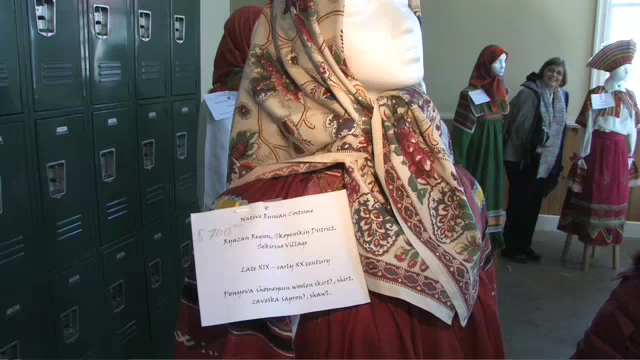 $700
Native Russian Costume
Ryazan Region, Skopinskiy District,
Sekirino Village
Late XIX – early XX century
Ponyova (homespun woolen skirt), shirt,
zaveska (apron), shawl.